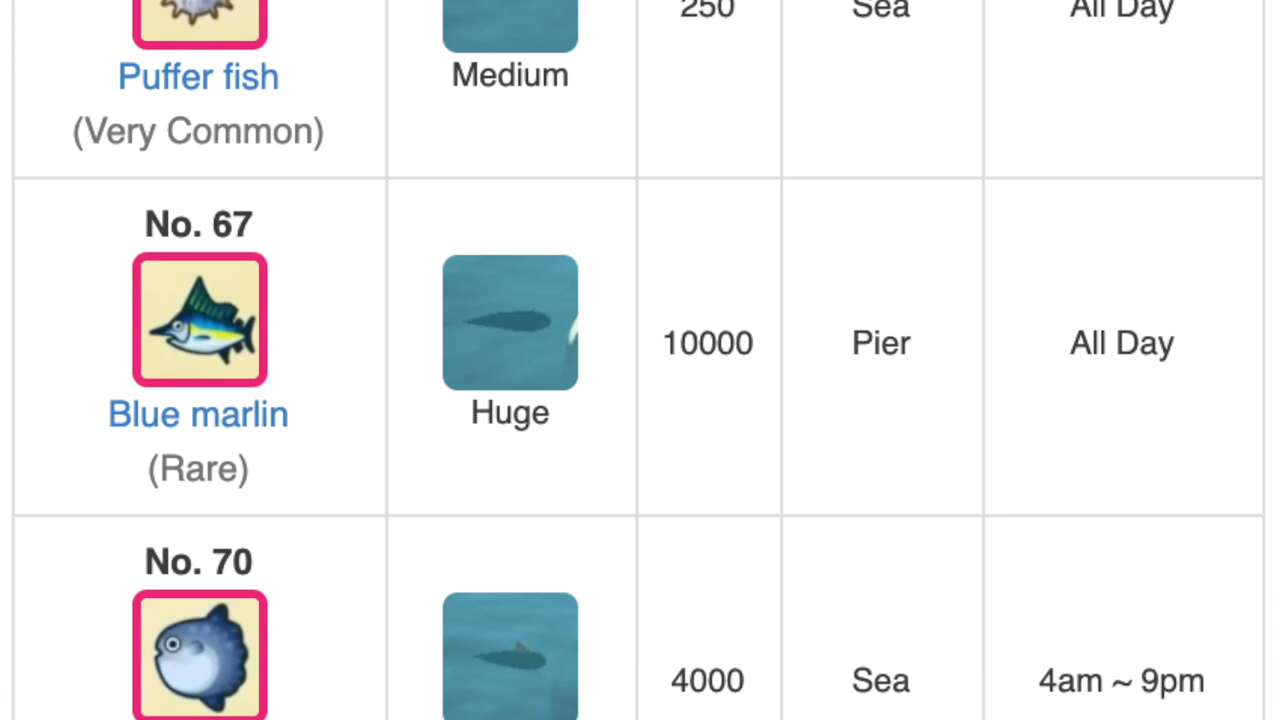 250 Sea All Day
Puffer fish Medium
(Very Common)
No. 67
10000 Pier All Day
Blue marlin Huge
(Rare)
No. 70
4000 Sea 4am ~ 9pm